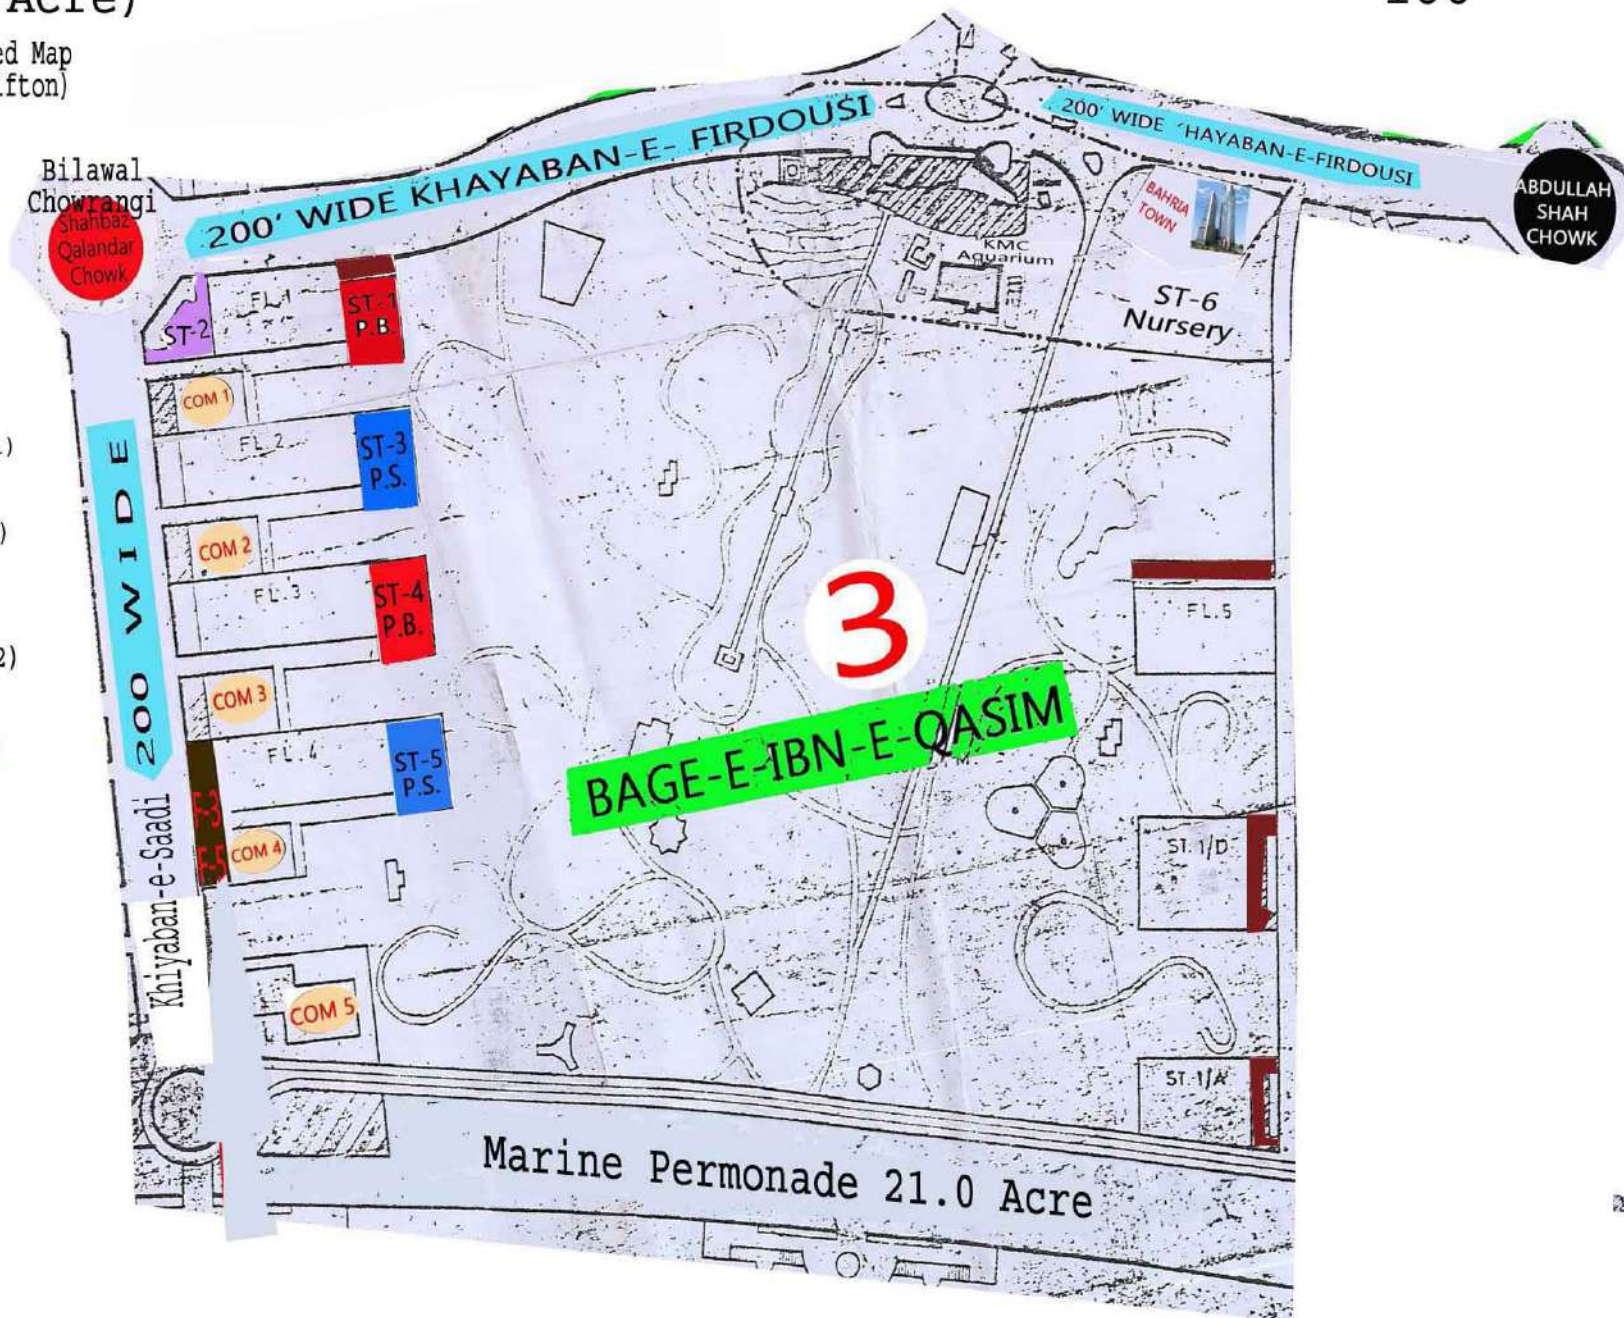 Acre)
ed Map
ifton)
Bilawal
Chowrangi
Shahbaz
Qalandar
Chowk
200' WIDE KHAYABAN-E- FIRDOUSI
200' WIDE 'HAYABAN-E-FIRDOUSI
ABDULLAH
SHAH
CHOWK
BAHRIA
TOWN
KMC
Aquarium
ST-6
Nursery
ST-2
FL.1
ST-1
P.B.
COM 1
FL.2
ST-3
P.S.
)
COM 2
)
FL.3
ST-4
P.B.
2)
COM 3
FL.4
ST-5
P.S.
COM 4
COM 5
200 WIDE
Khiyaban-e-Saadi
3
BAGE-E-IBN-E-QASIM
FL.5
ST.1/D
ST.1/A
Marine Permonade 21.0 Acre